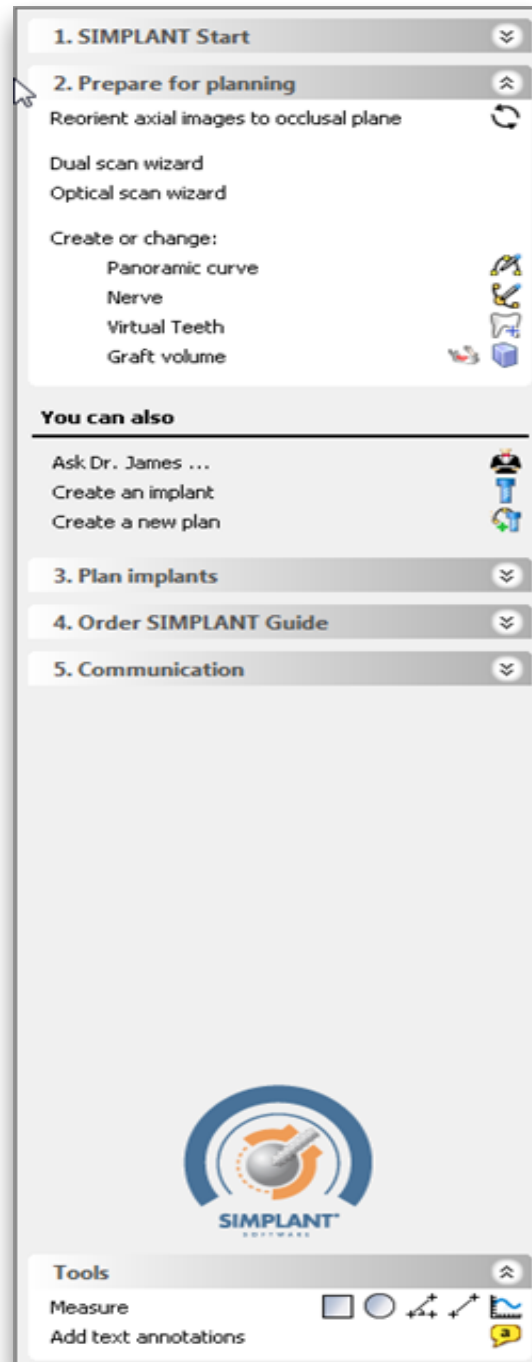 1. SIMPLANT Start
2. Prepare for planning
Reorient axial images to occlusal plane
Dual scan wizard
Optical scan wizard
Create or change:
Panoramic curve
Nerve
Virtual Teeth
Graft volume
You can also
Ask Dr. James ...
Create an implant
Create a new plan
3. Plan implants
4. Order SIMPLANT Guide
5. Communication
SIMPLANT®
SOFTWARE
Tools
Measure
Add text annotations
a